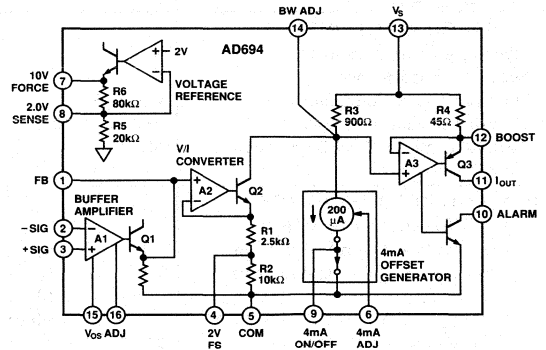 BW ADJ
VS
14
13
AD694
10V
FORCE
7
2V
R6
80kΩ
VOLTAGE
REFERENCE
2.0V
SENSE
8
R5
20kΩ
R3
900Ω
R4
45Ω
12
BOOST
A3
Q3
11
IOUT
10
ALARM
V/I
CONVERTER
FB
1
A2
Q2
BUFFER
AMPLIFIER
–SIG
2
+SIG
3
A1
Q1
R1
2.5kΩ
R2
10kΩ
200
µA
4mA
OFFSET
GENERATOR
15
16
4
5
9
6
VOS ADJ
2V
FS
COM
4mA
ON/OFF
4mA
ADJ